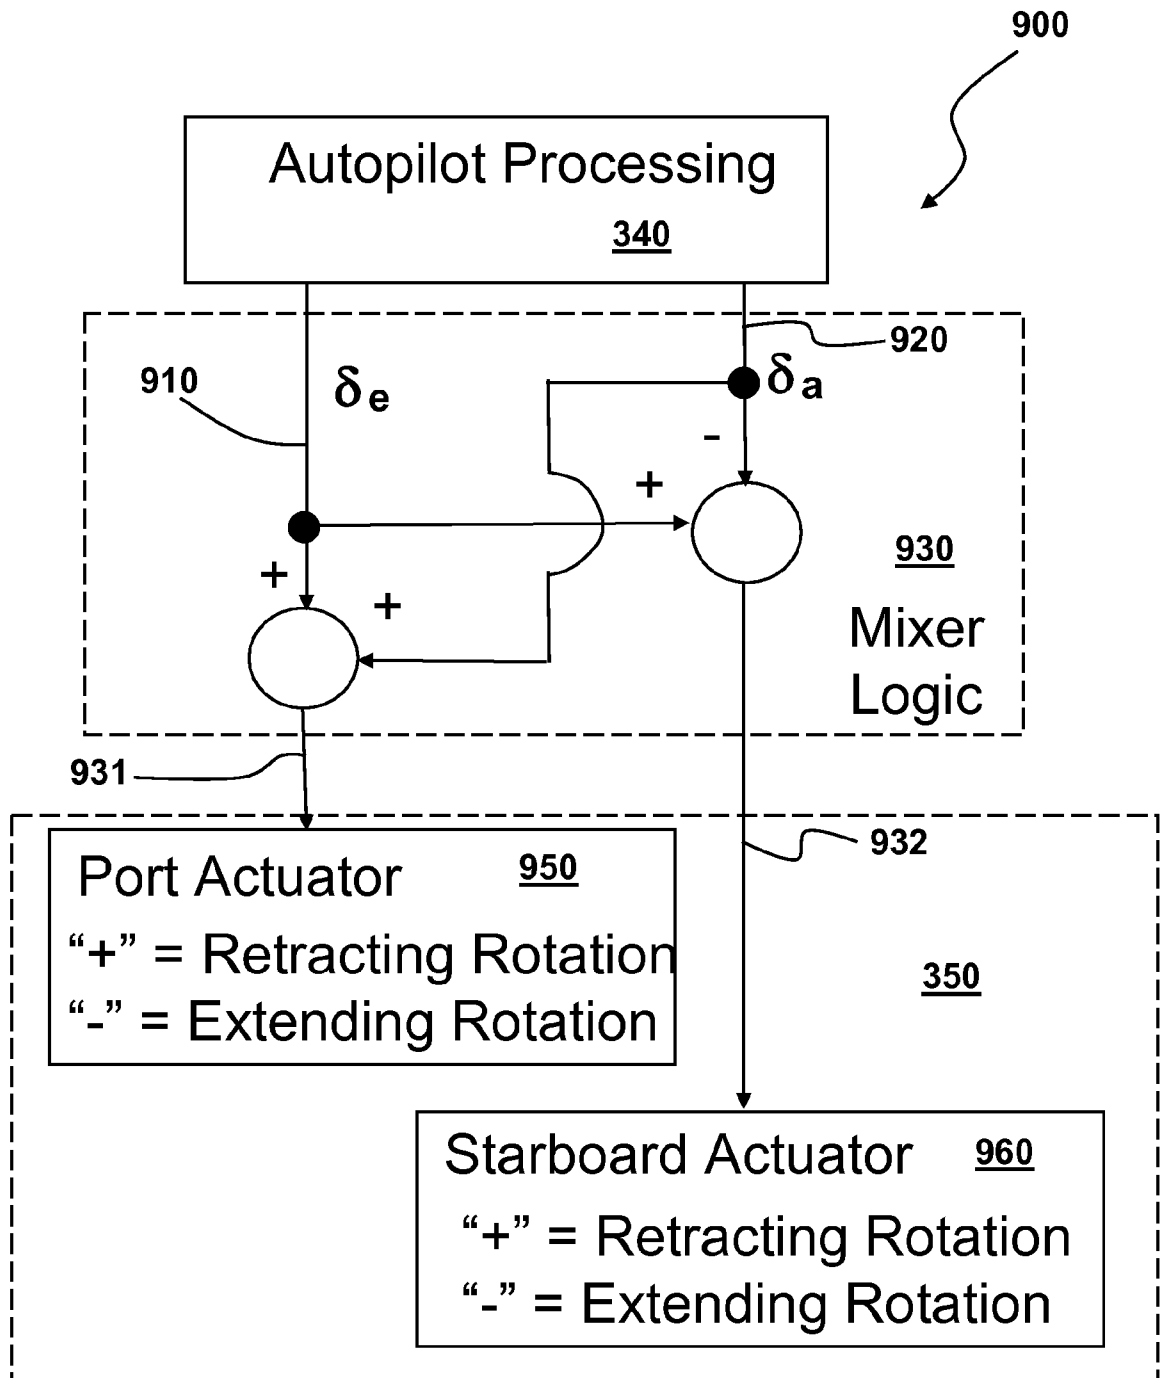 900
Autopilot Processing
340
920
910
δe
δa
-
+
+
+
930
Mixer
Logic
931
932
Port Actuator 950
“+” = Retracting Rotation
“-” = Extending Rotation
350
Starboard Actuator 960
“+” = Retracting Rotation
“-” = Extending Rotation